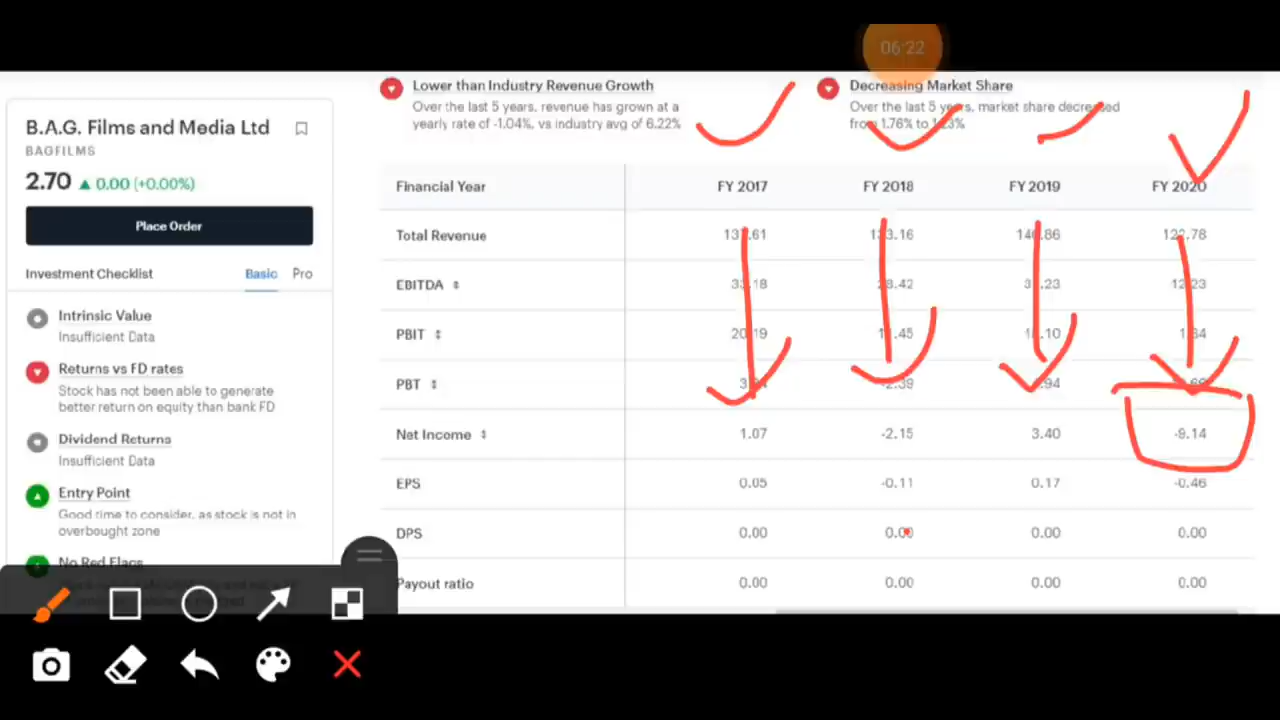 06:22
Lower than Industry Revenue Growth
Over the last 5 years, revenue has grown at a
yearly rate of -1.04%, vs industry avg of 6.22%
Decreasing Market Share
Over the last 5 years, market share decreased
from 1.76% to
B.A.G. Films and Media Ltd
BAGFILMS
2.70 ▲ 0.00 (+0.00%)
Place Order
Investment Checklist Basic Pro
Intrinsic Value
Insufficient Data
Returns vs FD rates
Stock has not been able to generate
better return on equity than bank FD
Dividend Returns
Insufficient Data
Entry Point
Good time to consider, as stock is not in
overbought zone
No Red Flags
Financial Year FY 2017 FY 2018 FY 2019 FY 2020
Total Revenue
EBITDA
PBIT
PBT
Net Income 1.07 -2.15 3.40 -9.14
EPS 0.05 -0.11 0.17 -0.46
DPS 0.00 0.00 0.00 0.00
Payout ratio 0.00 0.00 0.00 0.00